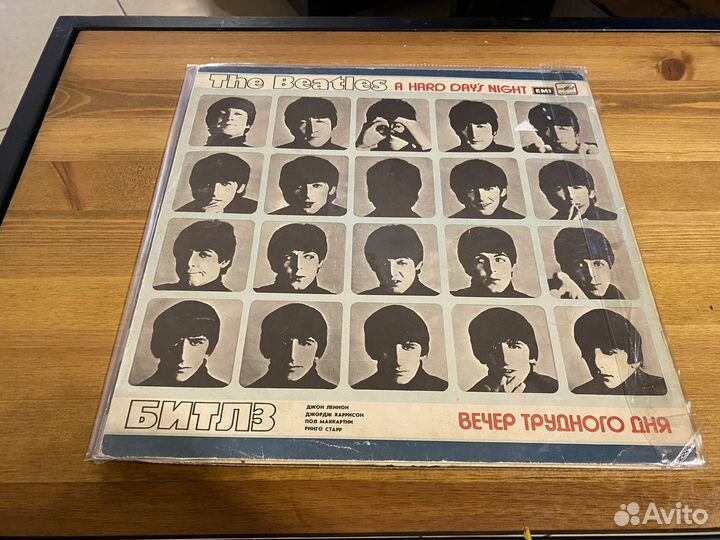 The Beatles A HARD DAY'S NIGHT EMI
БИТЛЗ
ДЖОН ЛЕННОН
ДЖОРДЖ ХАРРИСОН
ПОЛ МАККАРТНИ
РИНГО СТАРР
ВЕЧЕР ТРУДНОГО ДНЯ
Avito